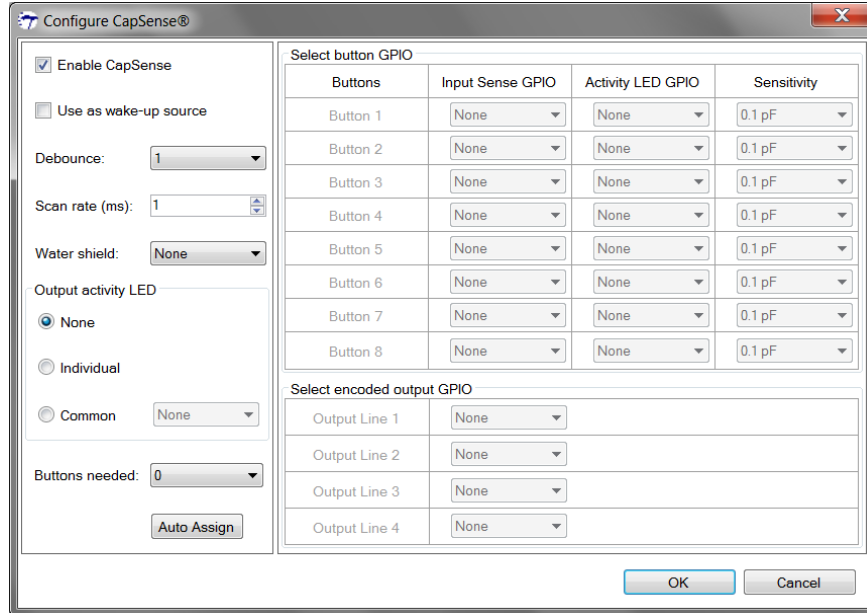 Configure CapSense®
Enable CapSense
Use as wake-up source
Debounce: 1
Scan rate (ms): 1
Water shield: None
Output activity LED
None
Individual
Common None
Buttons needed: 0
Auto Assign
Select button GPIO
Buttons Input Sense GPIO Activity LED GPIO Sensitivity
Button 1 None None 0.1 pF
Button 2 None None 0.1 pF
Button 3 None None 0.1 pF
Button 4 None None 0.1 pF
Button 5 None None 0.1 pF
Button 6 None None 0.1 pF
Button 7 None None 0.1 pF
Button 8 None None 0.1 pF
Select encoded output GPIO
Output Line 1 None
Output Line 2 None
Output Line 3 None
Output Line 4 None
OK Cancel